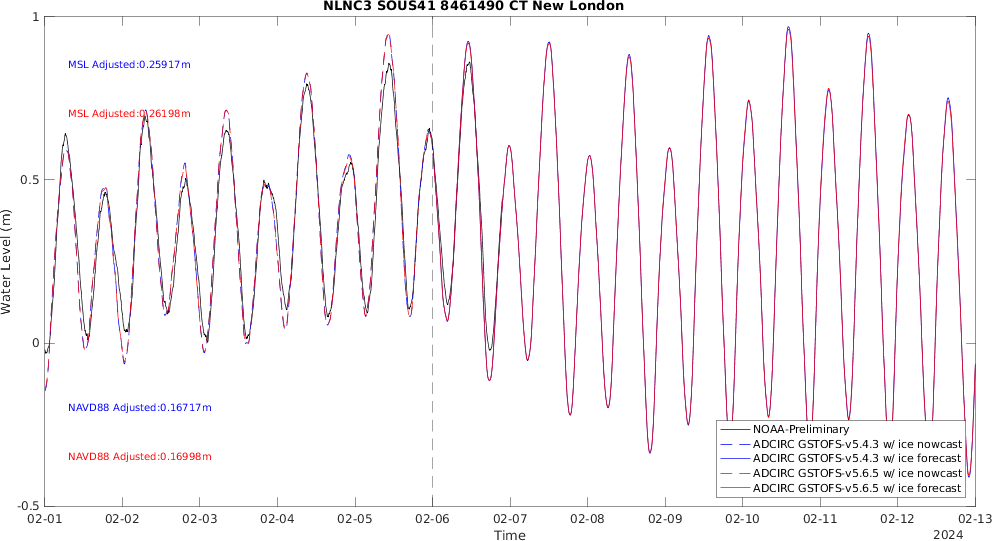 NLNC3 SOUS41 8461490 CT New London
1
MSL Adjusted:0.25917m
MSL Adjusted:0.26198m
0.5
Water Level (m)
0
NAVD88 Adjusted:0.16717m
NAVD88 Adjusted:0.16998m
-0.5
NOAA-Preliminary
ADCIRC GSTOFS-v5.4.3 w/ ice nowcast
ADCIRC GSTOFS-v5.4.3 w/ ice forecast
ADCIRC GSTOFS-v5.6.5 w/ ice nowcast
ADCIRC GSTOFS-v5.6.5 w/ ice forecast
02-01 02-02 02-03 02-04 02-05 02-06 02-07 02-08 02-09 02-10 02-11 02-12 02-13
Time
2024